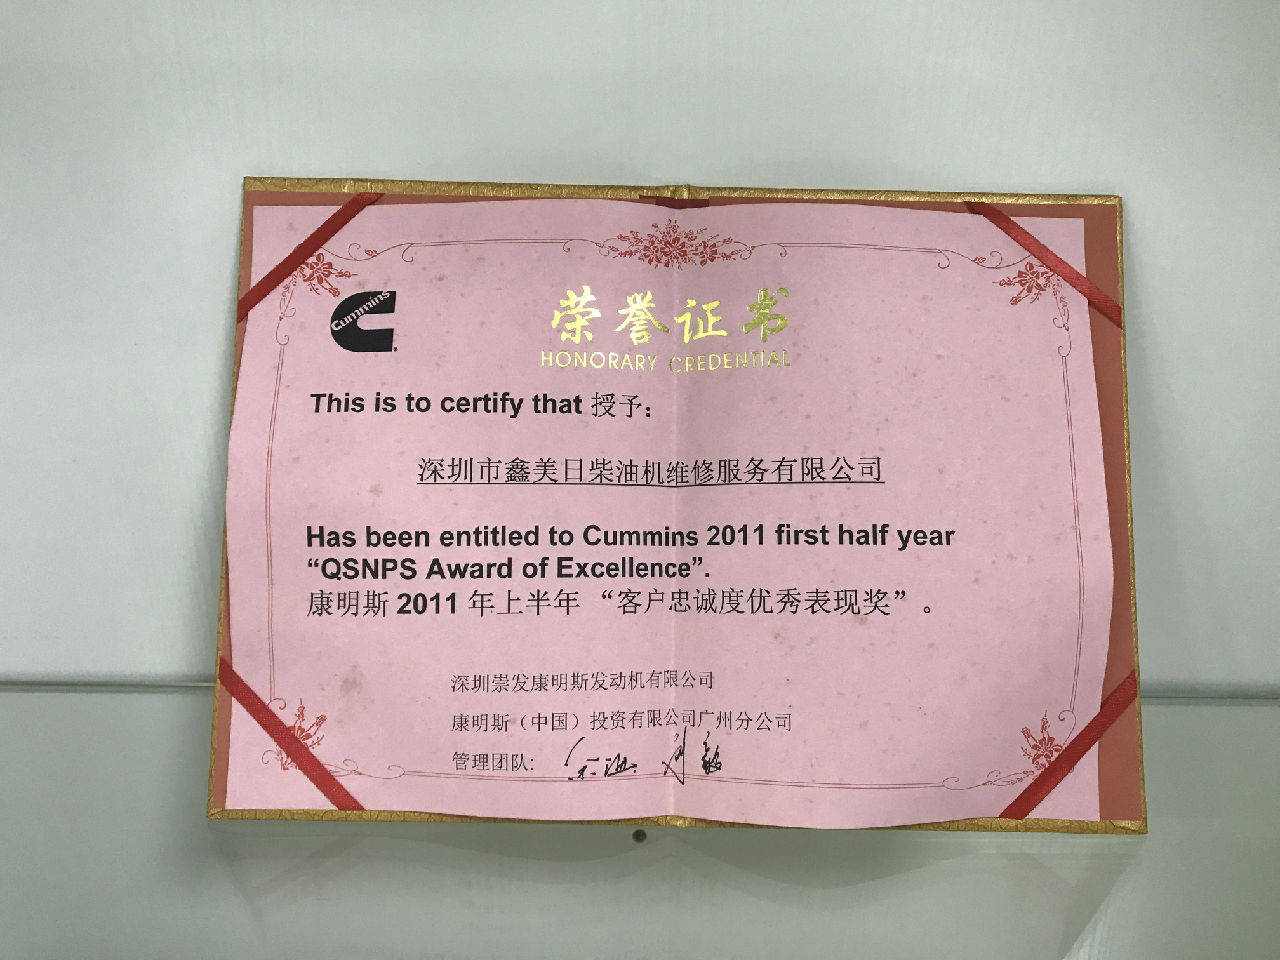 Cummins
荣誉证书
HONORARY CREDENTIAL
This is to certify that 授予：
深圳市鑫美日柴油机维修服务有限公司
Has been entitled to Cummins 2011 first half year
“QSNPS Award of Excellence”.
康明斯 2011 年上半年 “客户忠诚度优秀表现奖” 。
深圳崇发康明斯发动机有限公司
康明斯（中国）投资有限公司广州分公司
管理团队: